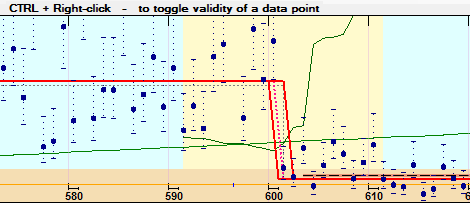 CTRL + Right-click - to toggle validity of a data point
580 590 600 610